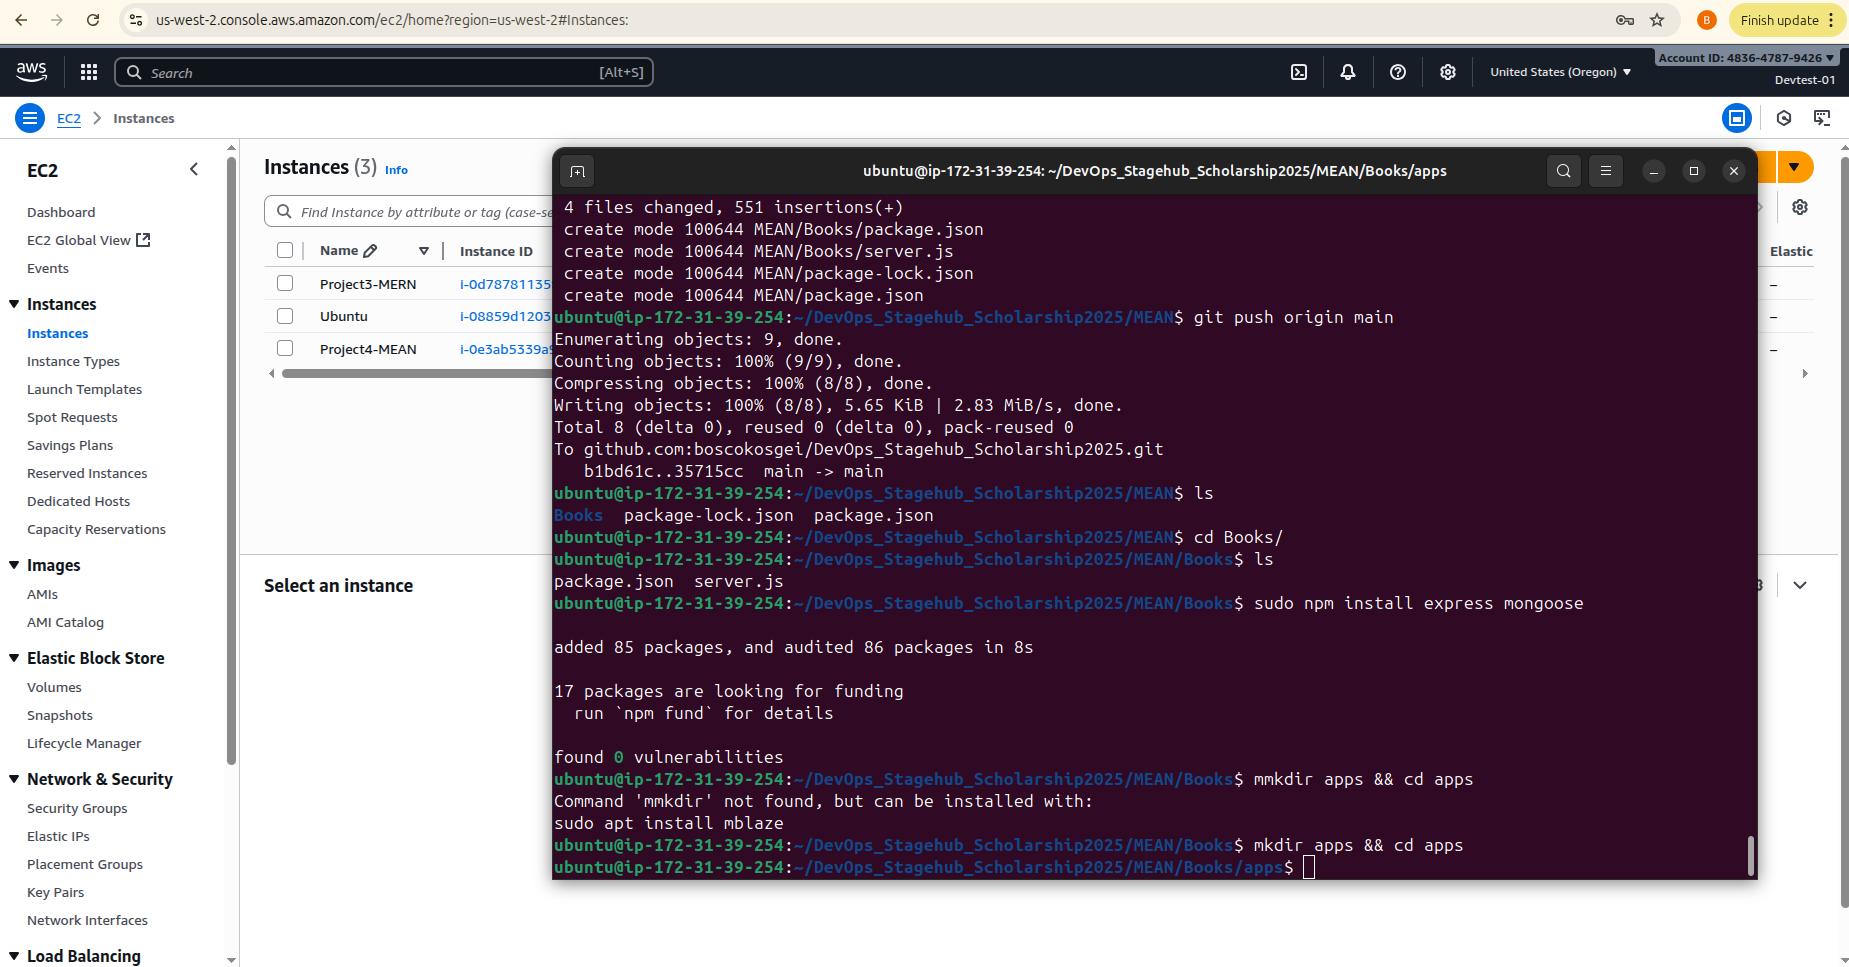 us-west-2.console.aws.amazon.com/ec2/home?region=us-west-2#Instances:
B
Finish update
aws
Search
[Alt+S]
United States (Oregon)
Account ID: 4836-4787-9426
Devtest-01
EC2
Instances
EC2
Dashboard
EC2 Global View
Events
Instances
Instances
Instance Types
Launch Templates
Spot Requests
Savings Plans
Reserved Instances
Dedicated Hosts
Capacity Reservations
Images
AMIs
AMI Catalog
Elastic Block Store
Volumes
Snapshots
Lifecycle Manager
Network & Security
Security Groups
Elastic IPs
Placement Groups
Key Pairs
Network Interfaces
Load Balancing
Instances (3) Info
Find Instance by attribute or tag (case-se
Name Instance ID Elastic
Project3-MERN i-0d7878113 –
Ubuntu i-08859d1203 –
Project4-MEAN i-0e3ab5339a –
Select an instance
ubuntu@ip-172-31-39-254: ~/DevOps_Stagehub_Scholarship2025/MEAN/Books/apps
4 files changed, 551 insertions(+)
create mode 100644 MEAN/Books/package.json
create mode 100644 MEAN/Books/server.js
create mode 100644 MEAN/package-lock.json
create mode 100644 MEAN/package.json
ubuntu@ip-172-31-39-254:~/DevOps_Stagehub_Scholarship2025/MEAN$ git push origin main
Enumerating objects: 9, done.
Counting objects: 100% (9/9), done.
Compressing objects: 100% (8/8), done.
Writing objects: 100% (8/8), 5.65 KiB | 2.83 MiB/s, done.
Total 8 (delta 0), reused 0 (delta 0), pack-reused 0
To github.com:boscokosgei/DevOps_Stagehub_Scholarship2025.git
b1bd61c..35715cc main -> main
ubuntu@ip-172-31-39-254:~/DevOps_Stagehub_Scholarship2025/MEAN$ ls
Books package-lock.json package.json
ubuntu@ip-172-31-39-254:~/DevOps_Stagehub_Scholarship2025/MEAN$ cd Books/
ubuntu@ip-172-31-39-254:~/DevOps_Stagehub_Scholarship2025/MEAN/Books$ ls
package.json server.js
ubuntu@ip-172-31-39-254:~/DevOps_Stagehub_Scholarship2025/MEAN/Books$ sudo npm install express mongoose
added 85 packages, and audited 86 packages in 8s
17 packages are looking for funding
run `npm fund` for details
found 0 vulnerabilities
ubuntu@ip-172-31-39-254:~/DevOps_Stagehub_Scholarship2025/MEAN/Books$ mmkdir apps && cd apps
Command 'mmkdir' not found, but can be installed with:
sudo apt install mblaze
ubuntu@ip-172-31-39-254:~/DevOps_Stagehub_Scholarship2025/MEAN/Books$ mkdir apps && cd apps
ubuntu@ip-172-31-39-254:~/DevOps_Stagehub_Scholarship2025/MEAN/Books/apps$